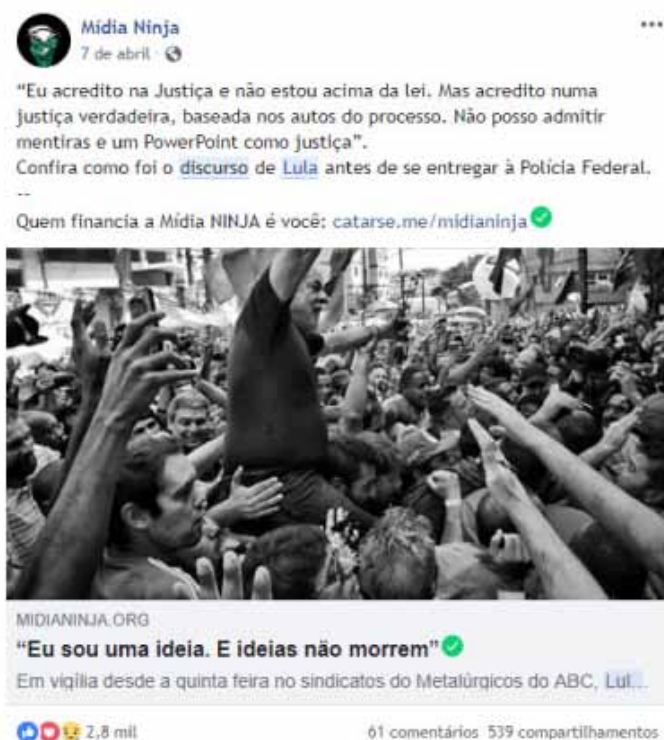 Mídia Ninja
7 de abril ·
“Eu acredito na Justiça e não estou acima da lei. Mas acredito numa
justiça verdadeira, baseada nos autos do processo. Não posso admitir
mentiras e um PowerPoint como justiça”.
Confira como foi o discurso de Lula antes de se entregar à Polícia Federal.
--
Quem financia a Mídia NINJA é você: catarse.me/midianinja
MIDIANINJA.ORG
“Eu sou uma ideia. E ideias não morrem”
Em vigília desde a quinta feira no sindicatos do Metalúrgicos do ABC, Lul...
2,8 mil
61 comentários 539 compartilhamentos